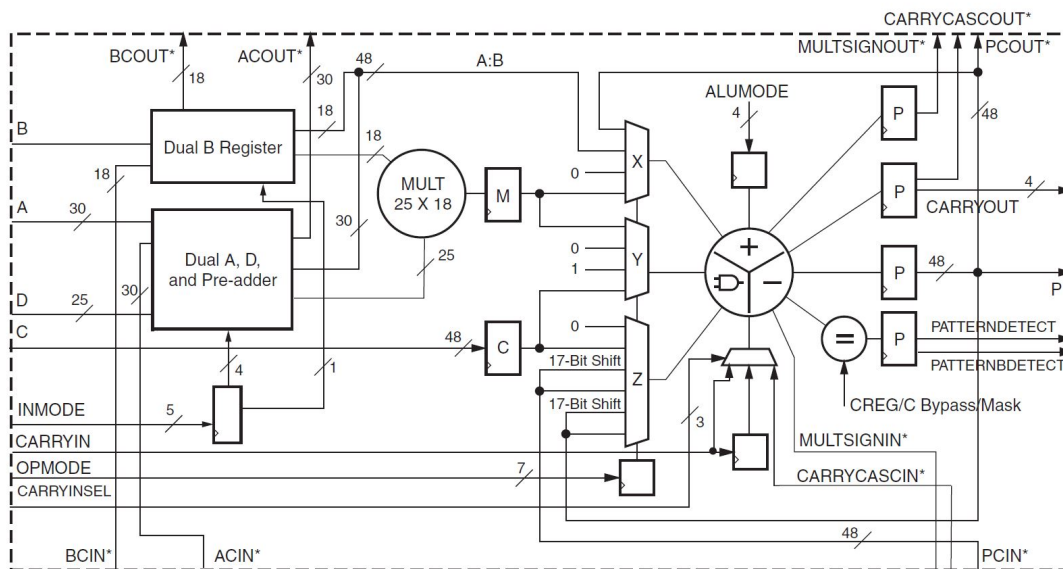 CARRYCASCOUT*
BCOUT*
ACOUT*
MULTSIGNOUT*
PCOUT*
18
30
48
A:B
ALUMODE
4
P
48
B
18
18
Dual B Register
X
0
18
MULT
25 X 18
M
P
4
CARRYOUT
A
30
30
Dual A, D,
and Pre-adder
25
0
Y
1
+
−
P
48
P
D
25
30
C
48
C
0
17-Bit Shift
Z
17-Bit Shift
=
P
PATTERNDETECT
PATTERNBDETECT
4
1
CREG/C Bypass/Mask
INMODE
5
3
CARRYIN
MULTSIGNIN*
OPMODE
7
CARRYINSEL
CARRYCASCIN*
48
BCIN*
ACIN*
PCIN*